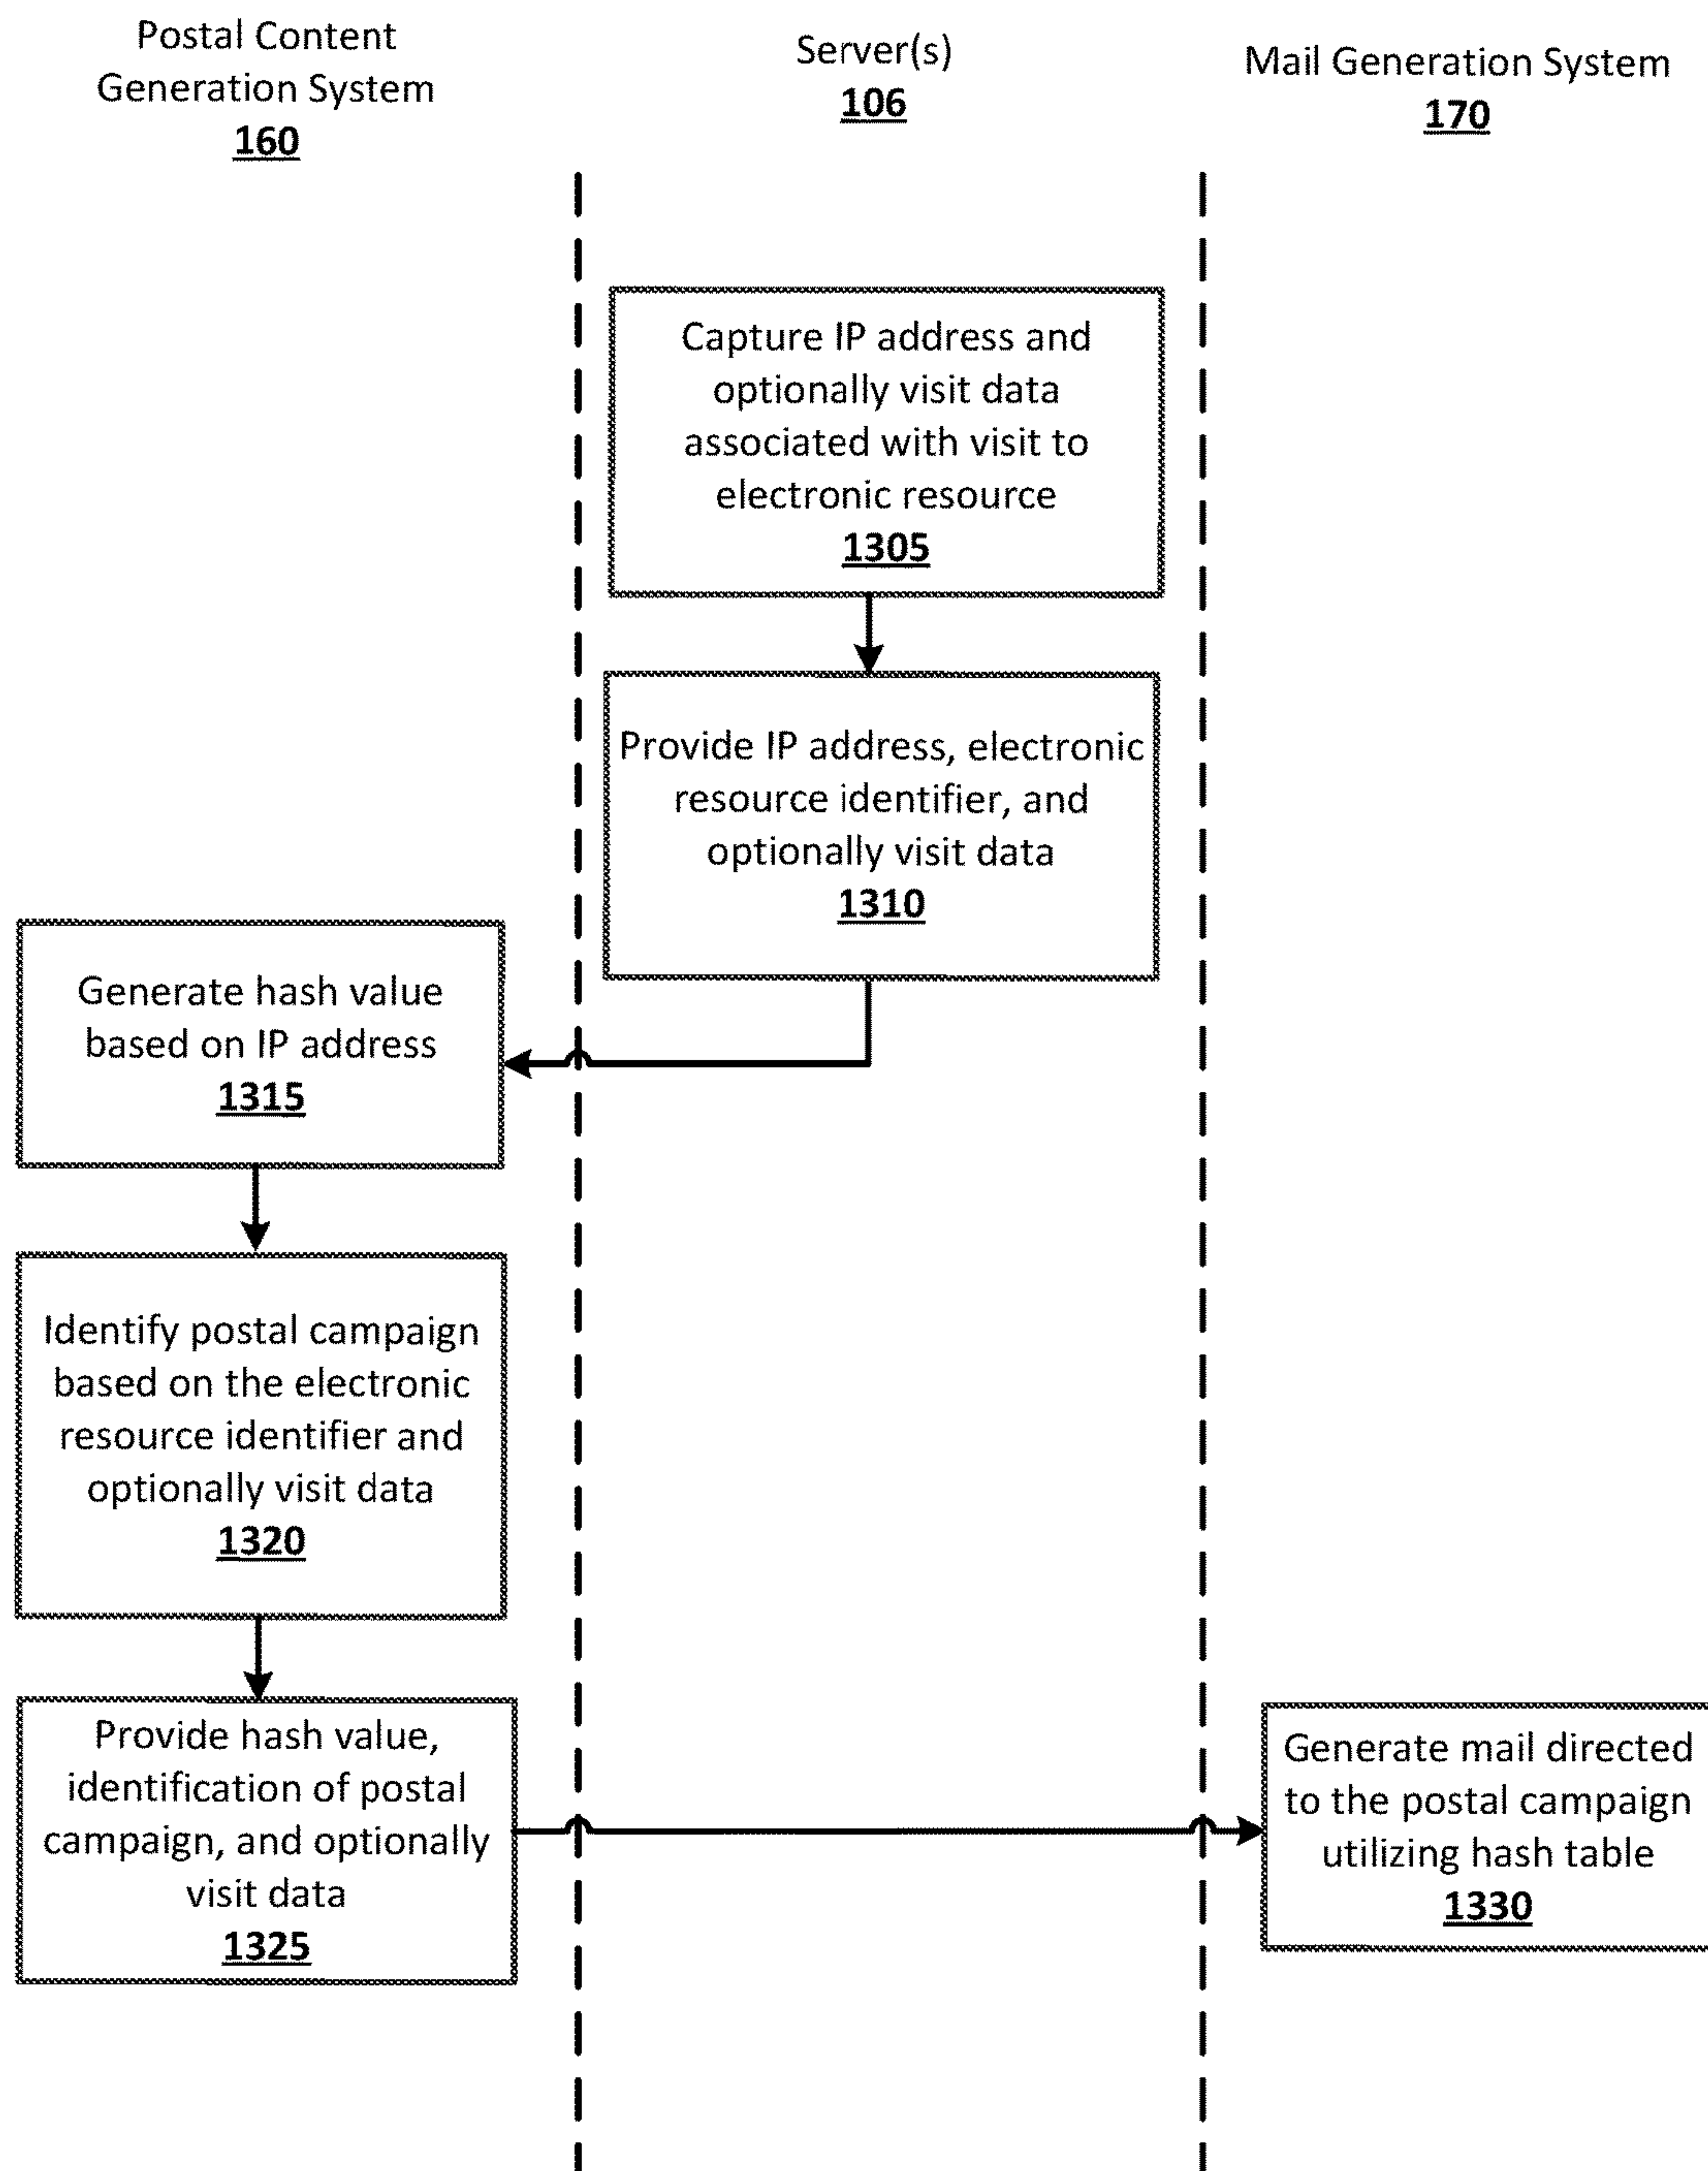 Postal Content
Generation System
160
Server(s)
106
Mail Generation System
170
Capture IP address and
optionally visit data
associated with visit to
electronic resource
1305
Provide IP address, electronic
resource identifier, and
optionally visit data
1310
Generate hash value
based on IP address
1315
Identify postal campaign
based on the electronic
resource identifier and
optionally visit data
1320
Provide hash value,
identification of postal
campaign, and optionally
visit data
1325
Generate mail directed
to the postal campaign
utilizing hash table
1330